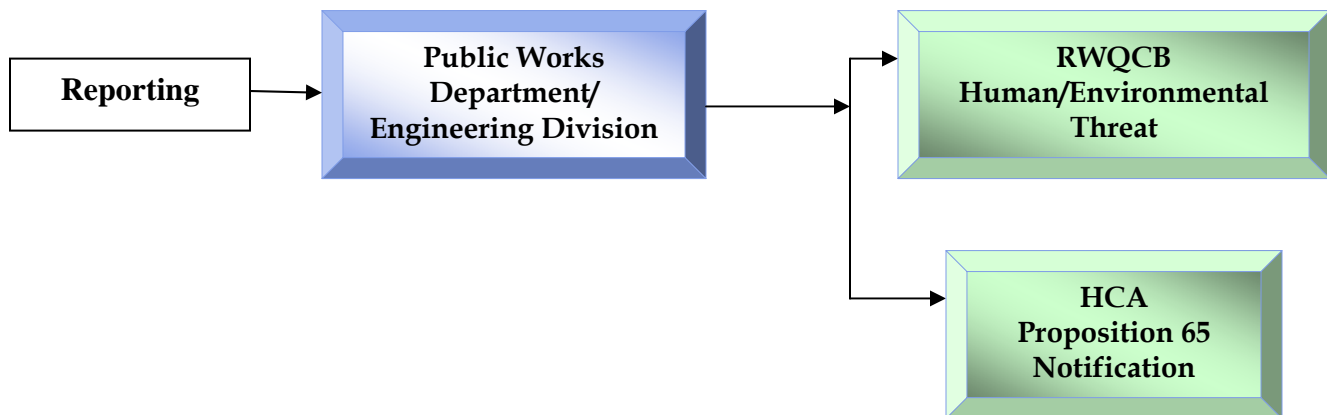 Reporting
Public Works
Department/
Engineering Division
RWQCB
Human/Environmental
Threat
HCA
Proposition 65
Notification